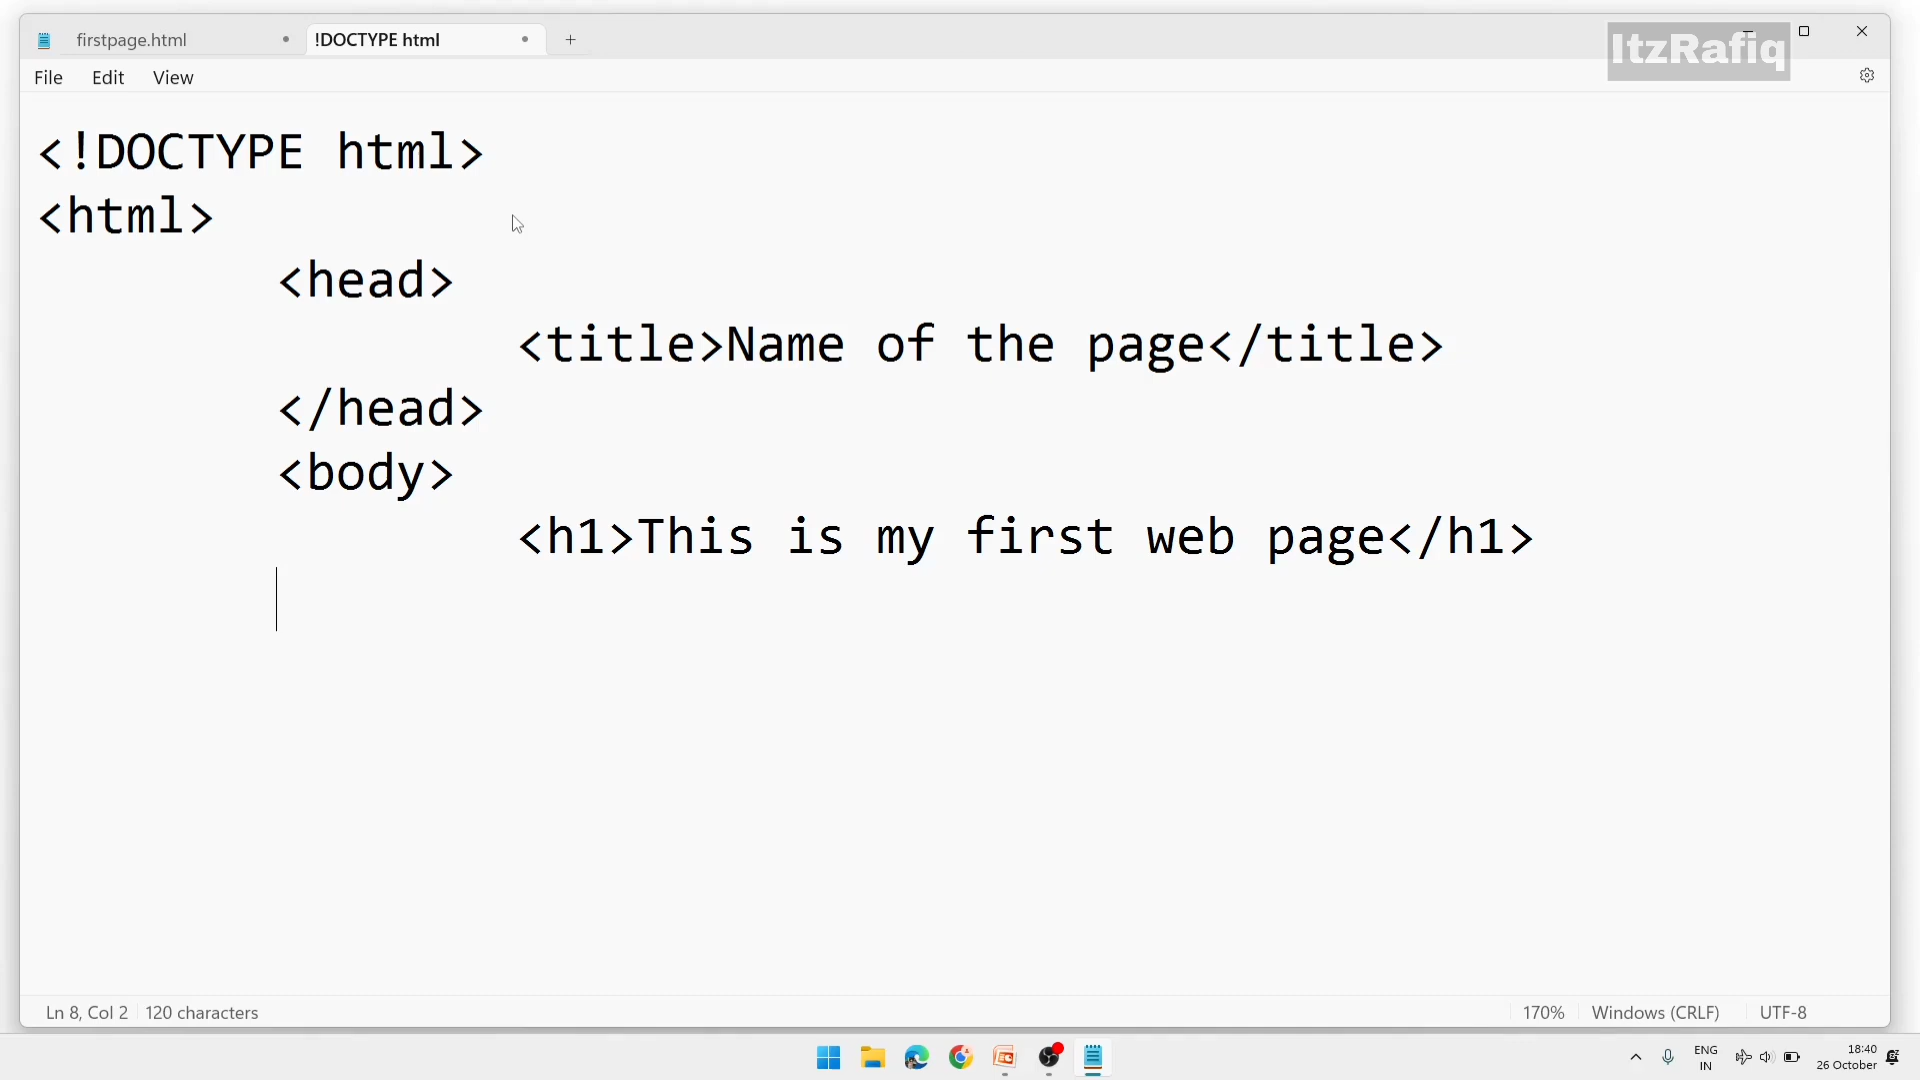 firstpage.html
!DOCTYPE html
ItzRafiq
File Edit View
<!DOCTYPE html>
<html>
<head>
<title>Name of the page</title>
</head>
<body>
<h1>This is my first web page</h1>
Ln 8, Col 2 120 characters 170% Windows (CRLF) UTF-8
ENG
IN
18:40
26 October